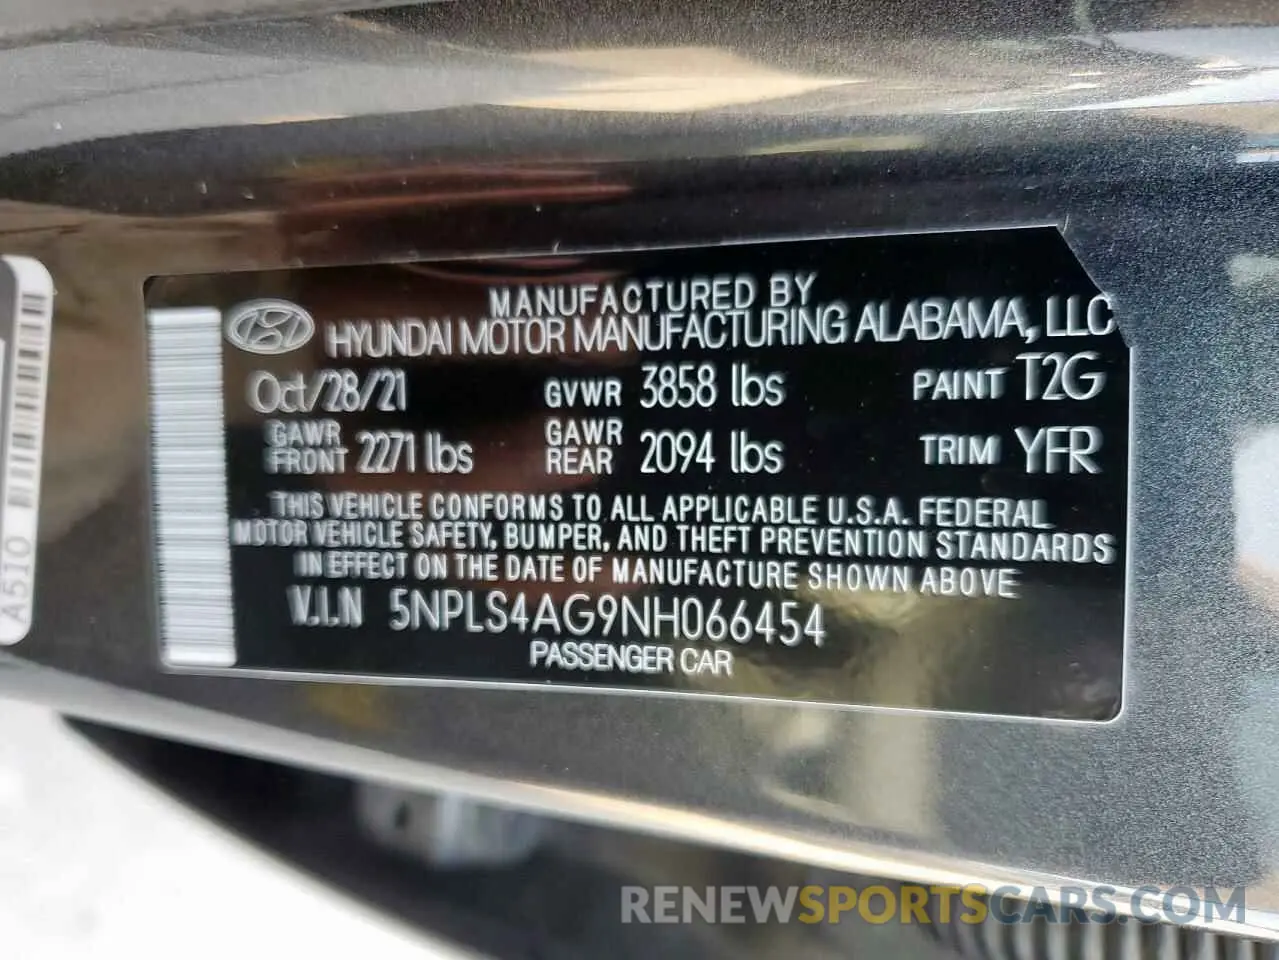 MANUFACTURED BY
HYUNDAI MOTOR MANUFACTURING ALABAMA, LLC
Oct/28/21 GVWR 3858 lbs PAINT T2G
GAWR FRONT 2271 lbs GAWR REAR 2094 lbs TRIM YFR
THIS VEHICLE CONFORMS TO ALL APPLICABLE U.S.A. FEDERAL
MOTOR VEHICLE SAFETY, BUMPER, AND THEFT PREVENTION STANDARDS
IN EFFECT ON THE DATE OF MANUFACTURE SHOWN ABOVE
V.I.N 5NPLS4AG9NH066454
PASSENGER CAR
A510
RENEWSPORTSCARS.COM